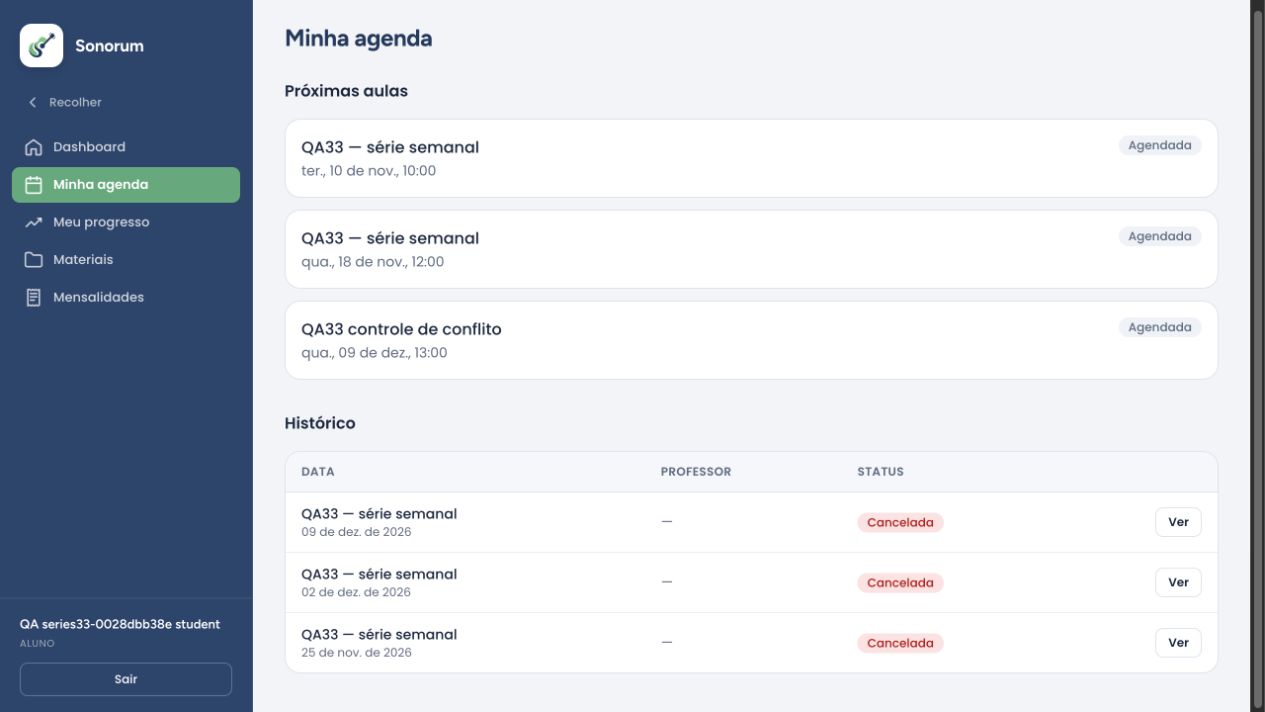 Sonorum
Recolher
Dashboard
Minha agenda
Meu progresso
Materiais
Mensalidades
QA series33-0028dbb38e student
ALUNO
Sair
Minha agenda
Próximas aulas
QA33 — série semanal
Agendada
ter., 10 de nov., 10:00
QA33 — série semanal
Agendada
qua., 18 de nov., 12:00
QA33 controle de conflito
Agendada
qua., 09 de dez., 13:00
Histórico
DATA PROFESSOR STATUS
QA33 — série semanal
09 de dez. de 2026
— Cancelada Ver
QA33 — série semanal
02 de dez. de 2026
— Cancelada Ver
QA33 — série semanal
25 de nov. de 2026
— Cancelada Ver